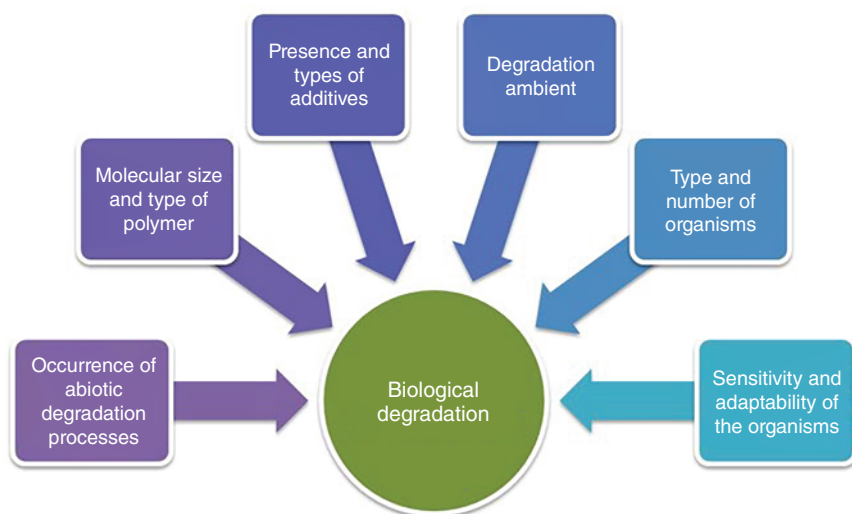 Presence and
types of
additives
Degradation
ambient
Molecular size
and type of
polymer
Type and
number of
organisms
Occurrence of
abiotic
degradation
processes
Biological
degradation
Sensitivity and
adaptability of
the organisms